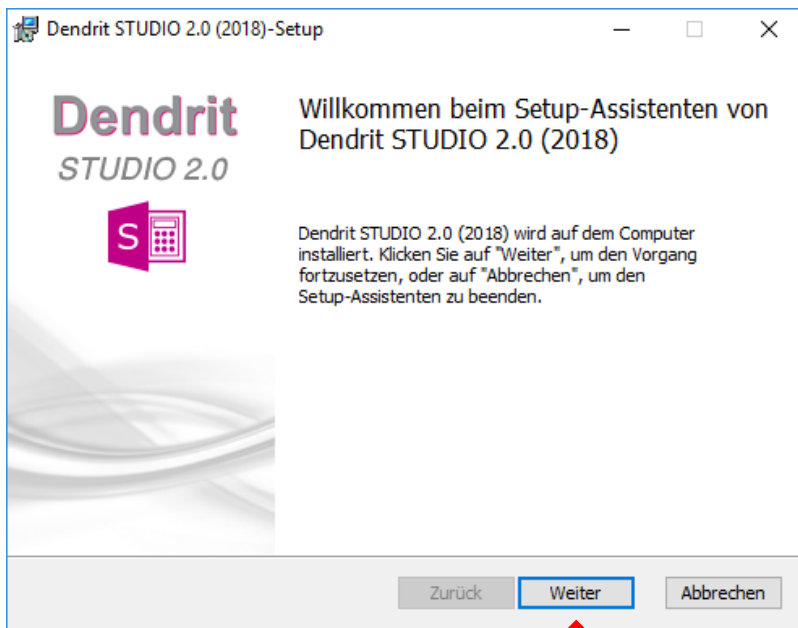 Dendrit STUDIO 2.0 (2018)-Setup
Dendrit
STUDIO 2.0
S
Willkommen beim Setup-Assistenten von
Dendrit STUDIO 2.0 (2018)
Dendrit STUDIO 2.0 (2018) wird auf dem Computer
installiert. Klicken Sie auf "Weiter", um den Vorgang
fortzusetzen, oder auf "Abbrechen", um den
Setup-Assistenten zu beenden.
Zurück Weiter Abbrechen